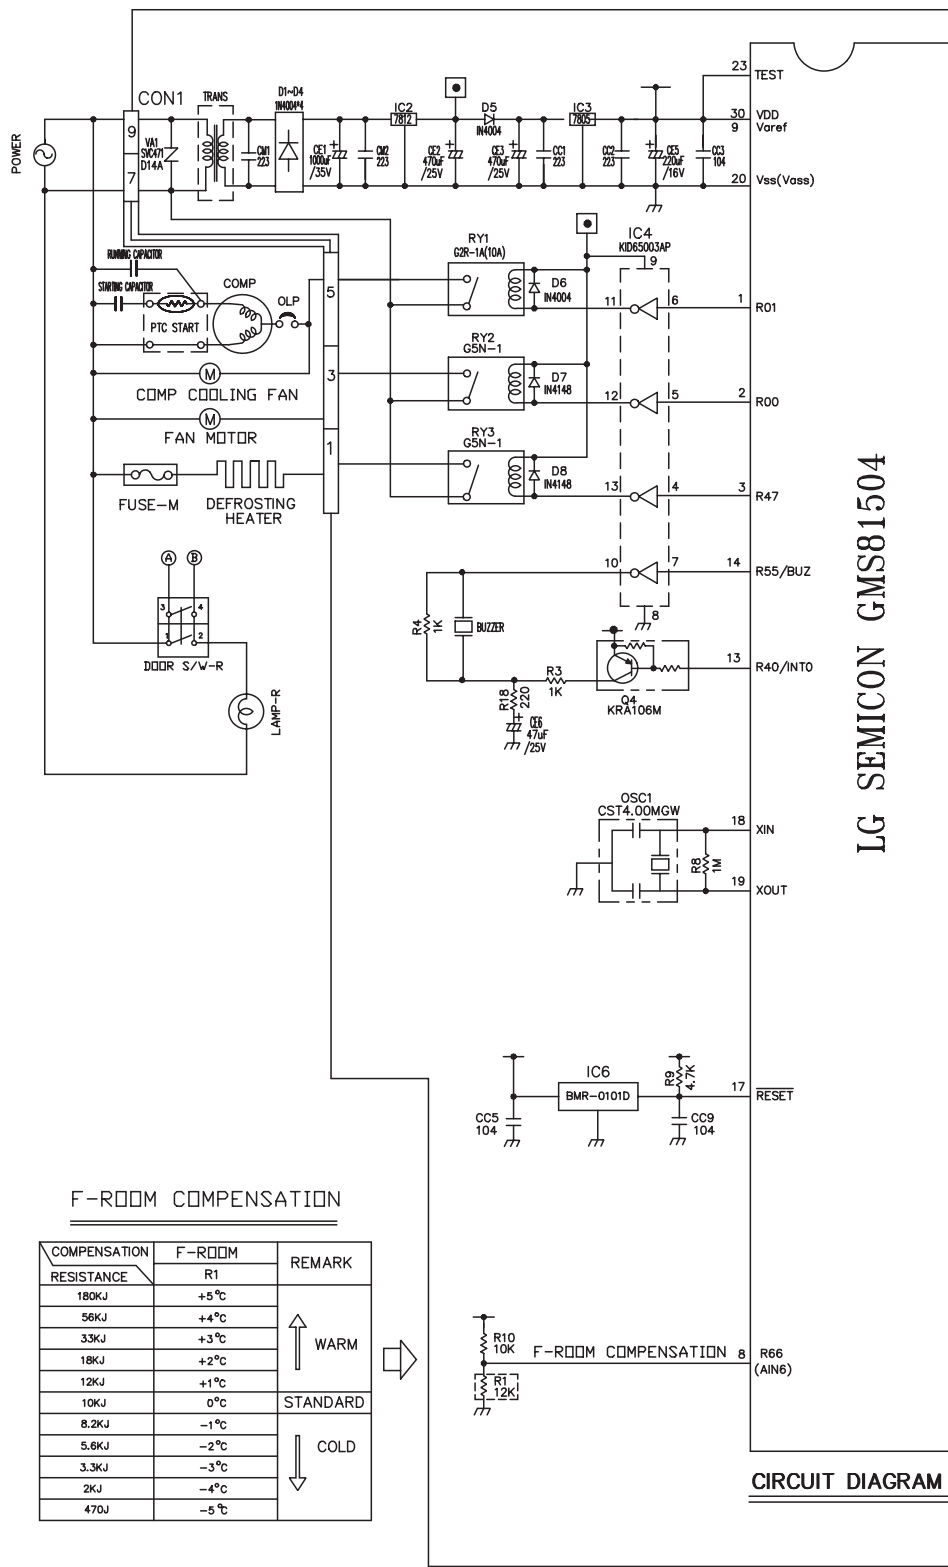 23
TEST
CON1
TRANS
D1~D4
1N4004*4
IC2
7812
D5
IN4004
IC3
7805
30
VDD
9
Varef
POWER
9
7
VA1
SVC471
D14A
CM1
223
CE1
1000uF
/35V
CM2
223
CE2
470uF
/25V
CE3
470uF
/25V
CC1
223
CC2
223
CE5
220uF
/16V
CC3
104
20
Vss(Vass)
RUNNING CAPACITOR
STARTING CAPACITOR
PTC START
COMP
OLP
5
RY1
G2R-1A(10A)
D6
IN4004
IC4
KID65003AP
9
11
6
1
R01
M
COMP COOLING FAN
3
RY2
G5N-1
D7
IN4148
12
5
2
R00
M
FAN MOTOR
1
RY3
G5N-1
D8
IN4148
13
4
3
R47
FUSE-M
DEFROSTING
HEATER
A
B
3
4
1
2
DOOR S/W-R
LAMP-R
10
7
14
R55/BUZ
8
R4
1K
BUZZER
R3
1K
R18
220
CE6
47uF
/25V
Q4
KRA106M
13
R40/INT0
LG SEMICON GMS81504
OSC1
CST4.00MGW
18
XIN
R8
1M
19
XOUT
IC6
BMR-0101D
R9
4.7K
17
RESET
CC5
104
CC9
104
F-ROOM COMPENSATION
COMPENSATION
RESISTANCE
F-ROOM
R1
REMARK
180KJ +5°C
56KJ +4°C
33KJ +3°C
WARM
18KJ +2°C
12KJ +1°C
10KJ 0°C STANDARD
8.2KJ -1°C
5.6KJ -2°C
COLD
3.3KJ -3°C
2KJ -4°C
470J -5°C
R10
10K
F-ROOM COMPENSATION
8
R66
(AIN6)
R1
12K
CIRCUIT DIAGRAM